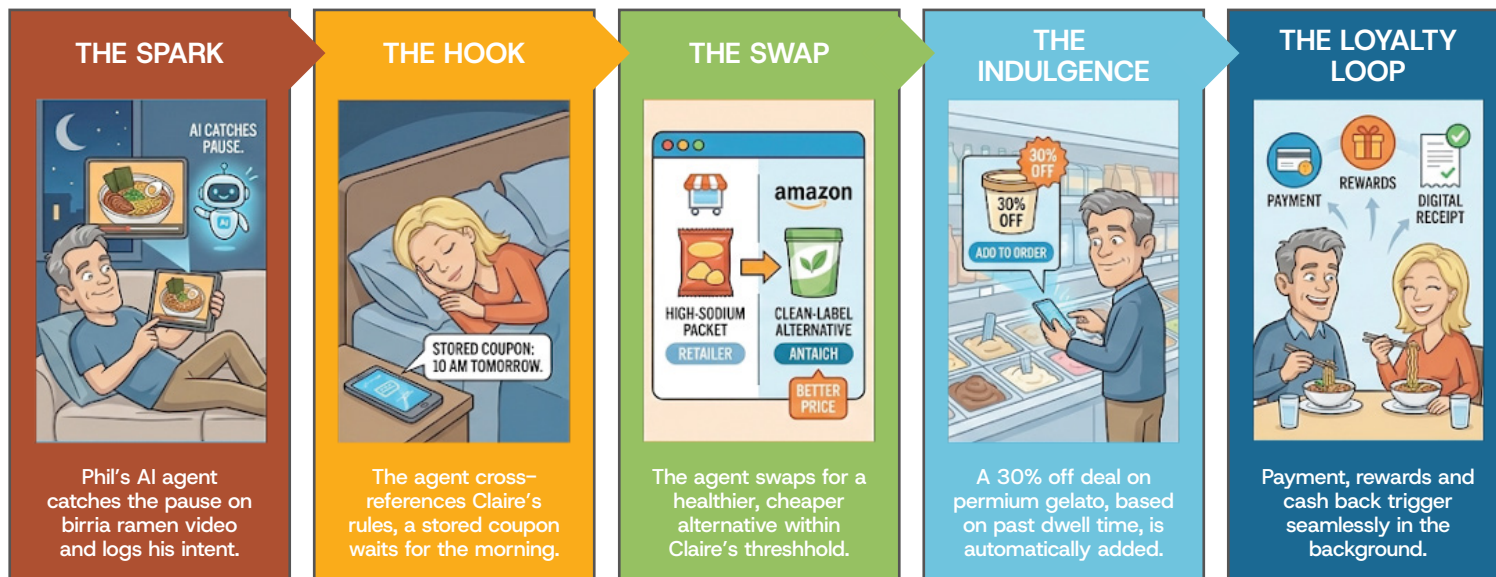 THE SPARK
AI CATCHES
PAUSE.
AI
Phil's AI agent
catches the pause on
birria ramen video
and logs his intent.
THE HOOK
STORED COUPON:
10 AM TOMORROW.
The agent cross-
references Claire's
rules, a stored coupon
waits for the morning.
THE SWAP
amazon
HIGH-SODIUM
PACKET
RETAILER
CLEAN-LABEL
ALTERNATIVE
ANTAICH
BETTER
PRICE
The agent swaps for a
healthier, cheaper
alternative within
Claire's threshhold.
THE
INDULGENCE
30%
OFF
30%
OFF
ADD TO ORDER
A 30% off deal on
permium gelato, based
on past dwell time, is
automatically added.
THE LOYALTY
LOOP
PAYMENT
REWARDS
DIGITAL
RECEIPT
Payment, rewards and
cash back trigger
seamlessly in the
background.